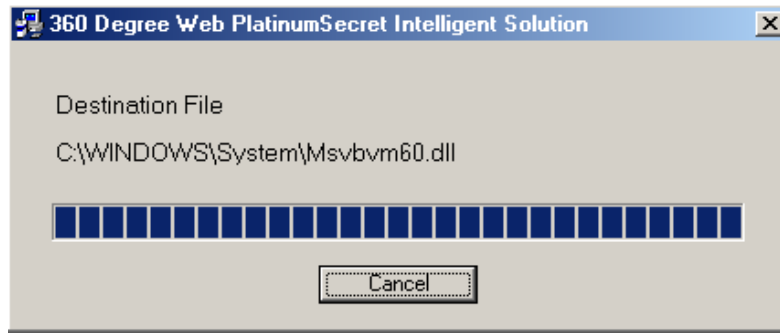 360 Degree Web PlatinumSecret Intelligent Solution
Destination File
C:\WINDOWS\System\Msvbvm60.dll
Cancel